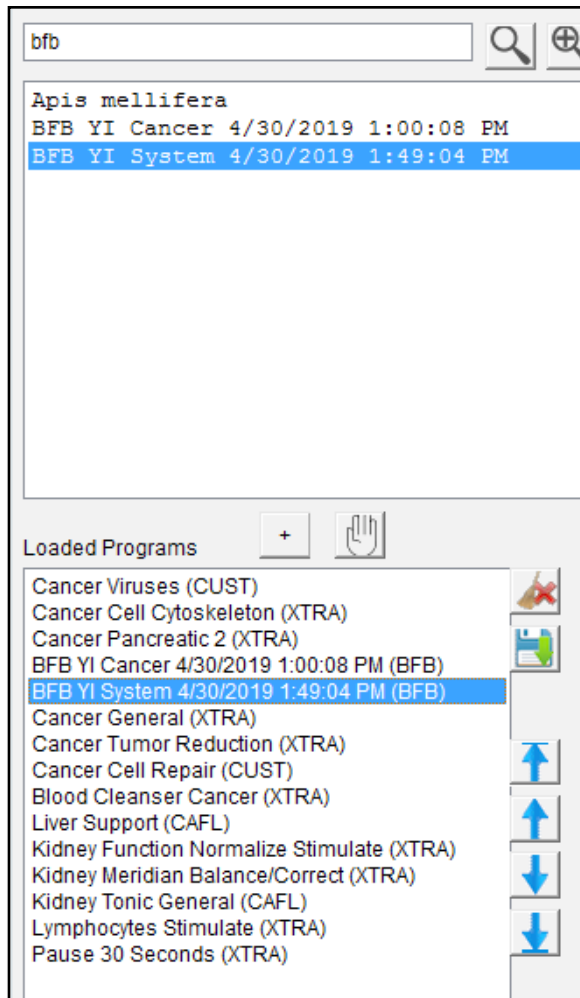 bfb
Apis mellifera
BFB YI Cancer 4/30/2019 1:00:08 PM
BFB YI System 4/30/2019 1:49:04 PM
Loaded Programs
+
Cancer Viruses (CUST)
Cancer Cell Cytoskeleton (XTRA)
Cancer Pancreatic 2 (XTRA)
BFB YI Cancer 4/30/2019 1:00:08 PM (BFB)
BFB YI System 4/30/2019 1:49:04 PM (BFB)
Cancer General (XTRA)
Cancer Tumor Reduction (XTRA)
Cancer Cell Repair (CUST)
Blood Cleanser Cancer (XTRA)
Liver Support (CAFL)
Kidney Function Normalize Stimulate (XTRA)
Kidney Meridian Balance/Correct (XTRA)
Kidney Tonic General (CAFL)
Lymphocytes Stimulate (XTRA)
Pause 30 Seconds (XTRA)